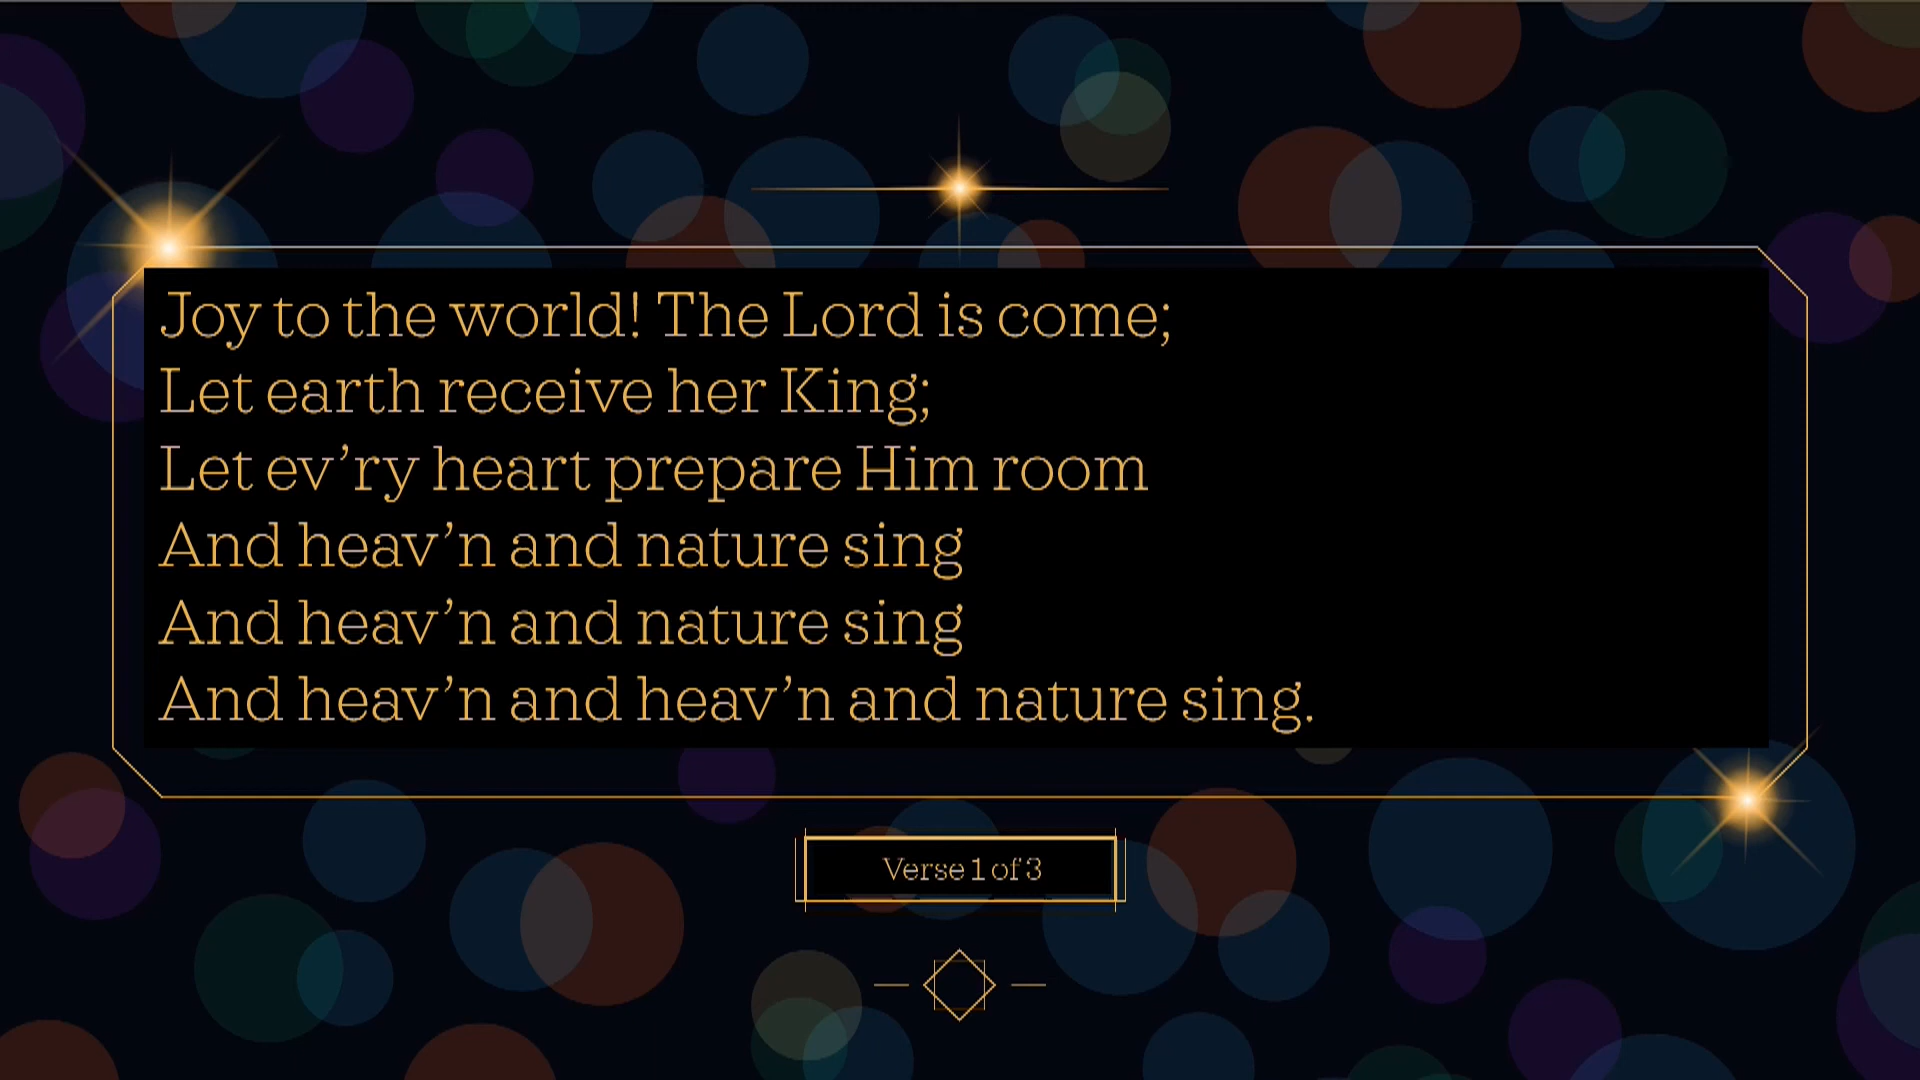 Joy to the world! The Lord is come;
Let earth receive her King;
Let ev’ry heart prepare Him room
And heav’n and nature sing
And heav’n and nature sing
And heav’n and heav’n and nature sing.
Verse 1 of 3